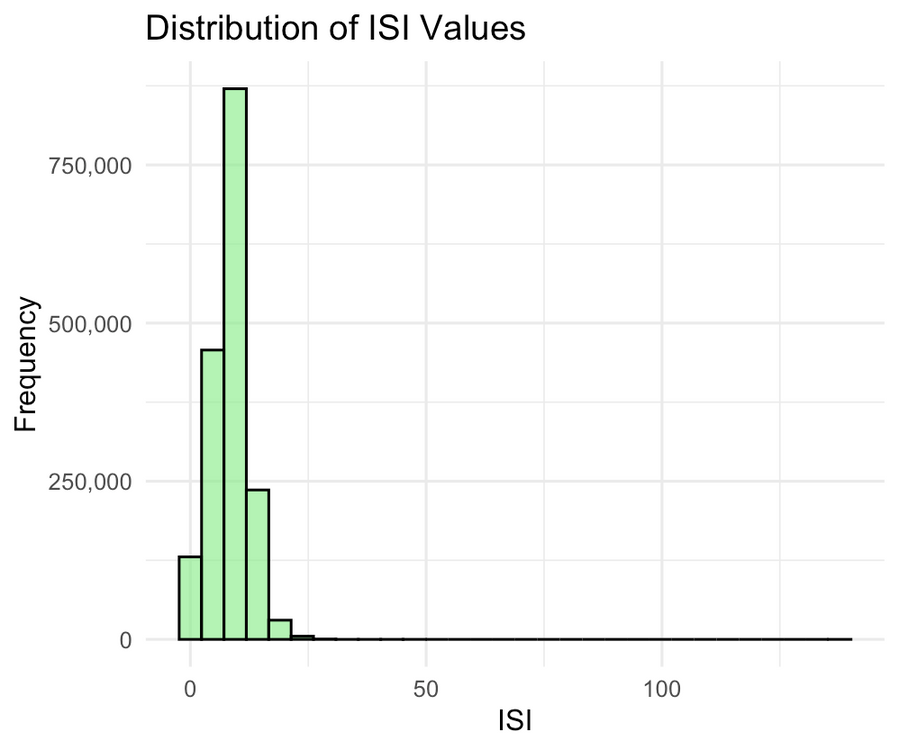 Distribution of ISI Values
Frequency
750,000
500,000
250,000
0
0 50 100
ISI